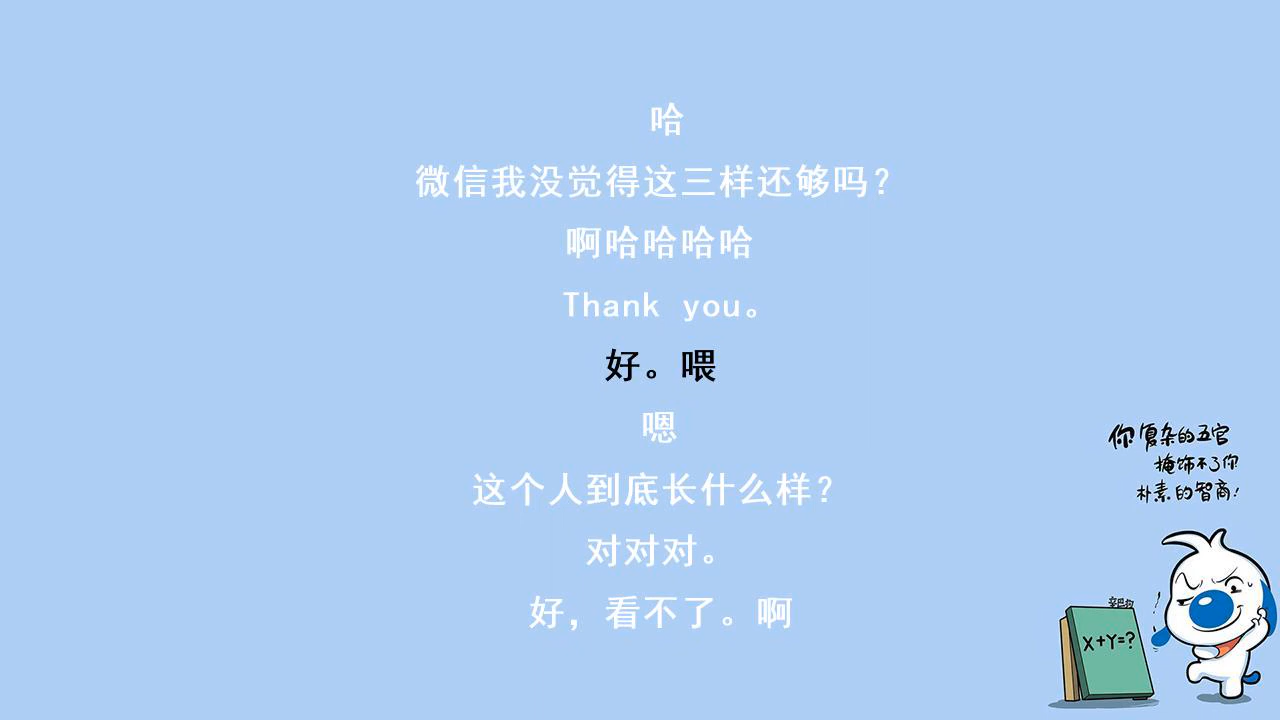 哈
微信我没觉得这三样还够吗？
啊哈哈哈哈
Thank you。
好。喂
嗯
这个人到底长什么样？
对对对。
好，看不了。啊
你复杂的五官
掩饰不了你
朴素的智商！
X+Y=?